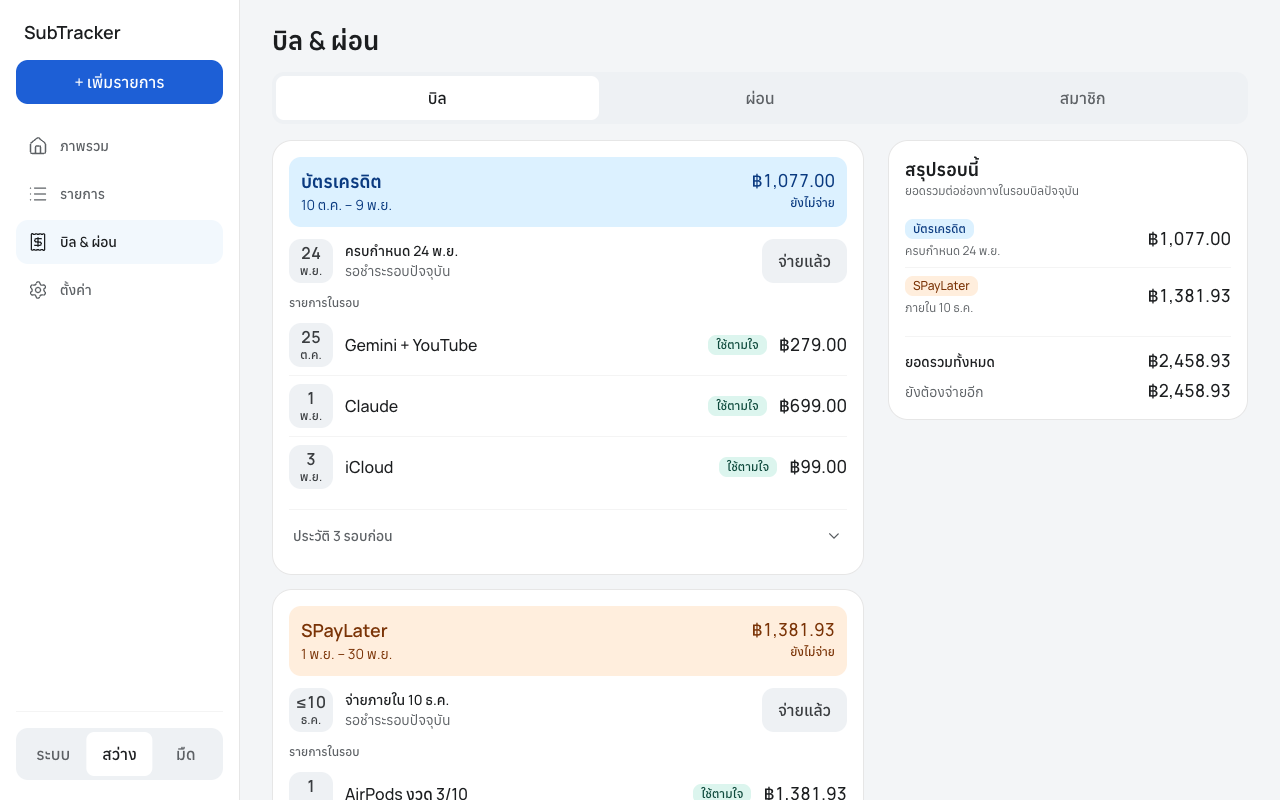 SubTracker
+ เพิ่มรายการ
ภาพรวม
รายการ
บิล & ผ่อน
ตั้งค่า
ระบบ
สว่าง
มืด
บิล & ผ่อน
บิล
ผ่อน
สมาชิก
บัตรเครดิต
฿1,077.00
10 ต.ค. – 9 พ.ย.
ยังไม่จ่าย
24
พ.ย.
ครบกำหนด 24 พ.ย.
รอชำระรอบปัจจุบัน
จ่ายแล้ว
รายการในรอบ
25
ต.ค.
Gemini + YouTube
ใช้ตามใจ
฿279.00
1
พ.ย.
Claude
ใช้ตามใจ
฿699.00
3
พ.ย.
iCloud
ใช้ตามใจ
฿99.00
ประวัติ 3 รอบก่อน
SPayLater
฿1,381.93
1 พ.ย. – 30 พ.ย.
ยังไม่จ่าย
≤10
ธ.ค.
จ่ายภายใน 10 ธ.ค.
รอชำระรอบปัจจุบัน
จ่ายแล้ว
รายการในรอบ
1
AirPods งวด 3/10
ใช้ตามใจ
฿1,381.93
สรุปรอบนี้
ยอดรวมต่อช่องทางในรอบบิลปัจจุบัน
บัตรเครดิต
ครบกำหนด 24 พ.ย.
฿1,077.00
SPayLater
ภายใน 10 ธ.ค.
฿1,381.93
ยอดรวมทั้งหมด
฿2,458.93
ยังต้องจ่ายอีก
฿2,458.93